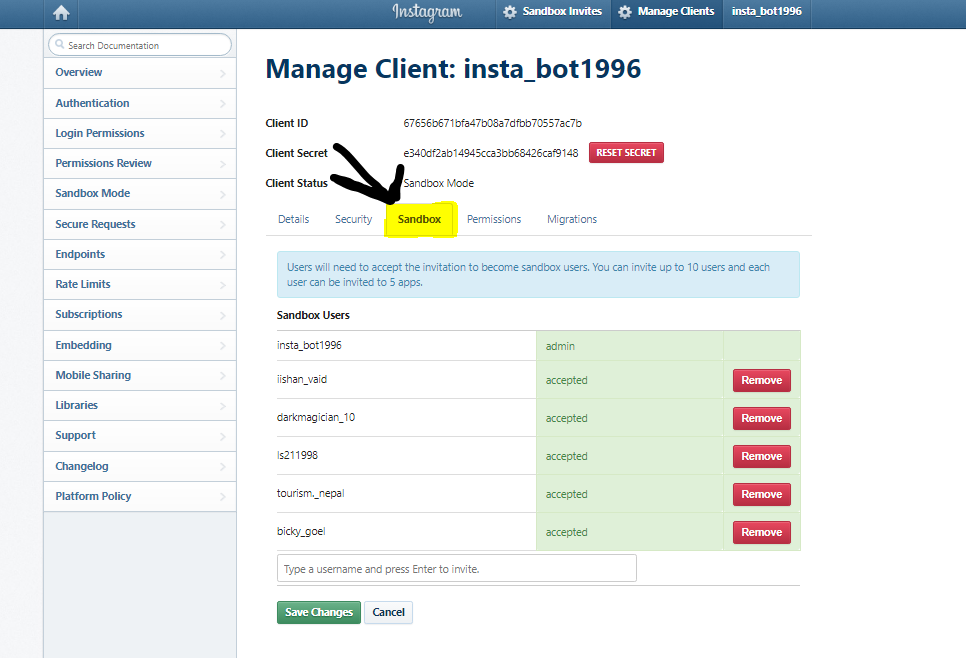 Instagram
Sandbox Invites
Manage Clients
insta_bot1996
Search Documentation
Overview
Authentication
Login Permissions
Permissions Review
Sandbox Mode
Secure Requests
Endpoints
Rate Limits
Subscriptions
Embedding
Mobile Sharing
Libraries
Support
Changelog
Platform Policy
Manage Client: insta_bot1996
Client ID 67656b671bfa47b08a7dfbb70557ac7b
Client Secret e340df2ab14945cca3bb68426caf9148 RESET SECRET
Client Status Sandbox Mode
Details Security Sandbox Permissions Migrations
Users will need to accept the invitation to become sandbox users. You can invite up to 10 users and each
user can be invited to 5 apps.
Sandbox Users
insta_bot1996 admin
iishan_vaid accepted Remove
darkmagician_10 accepted Remove
ls211998 accepted Remove
tourism._nepal accepted Remove
bicky_goel accepted Remove
Type a username and press Enter to invite.
Save Changes Cancel